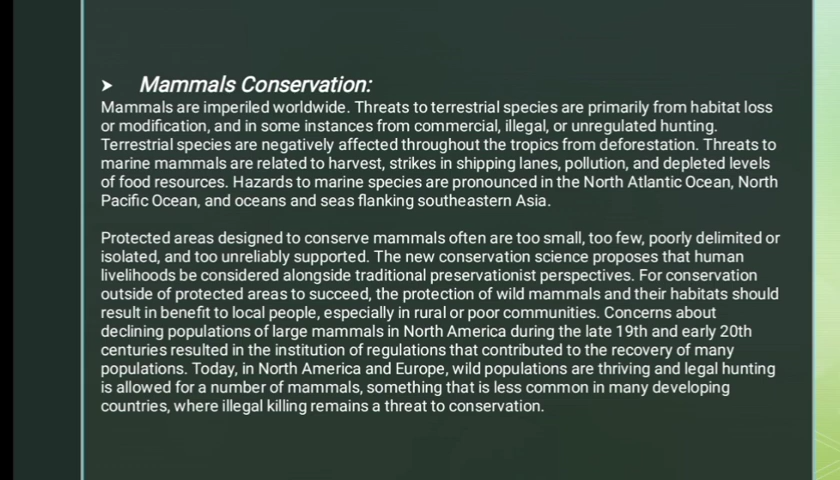 ➤ Mammals Conservation:
Mammals are imperiled worldwide. Threats to terrestrial species are primarily from habitat loss
or modification, and in some instances from commercial, illegal, or unregulated hunting.
Terrestrial species are negatively affected throughout the tropics from deforestation. Threats to
marine mammals are related to harvest, strikes in shipping lanes, pollution, and depleted levels
of food resources. Hazards to marine species are pronounced in the North Atlantic Ocean, North
Pacific Ocean, and oceans and seas flanking southeastern Asia.
Protected areas designed to conserve mammals often are too small, too few, poorly delimited or
isolated, and too unreliably supported. The new conservation science proposes that human
livelihoods be considered alongside traditional preservationist perspectives. For conservation
outside of protected areas to succeed, the protection of wild mammals and their habitats should
result in benefit to local people, especially in rural or poor communities. Concerns about
declining populations of large mammals in North America during the late 19th and early 20th
centuries resulted in the institution of regulations that contributed to the recovery of many
populations. Today, in North America and Europe, wild populations are thriving and legal hunting
is allowed for a number of mammals, something that is less common in many developing
countries, where illegal killing remains a threat to conservation.